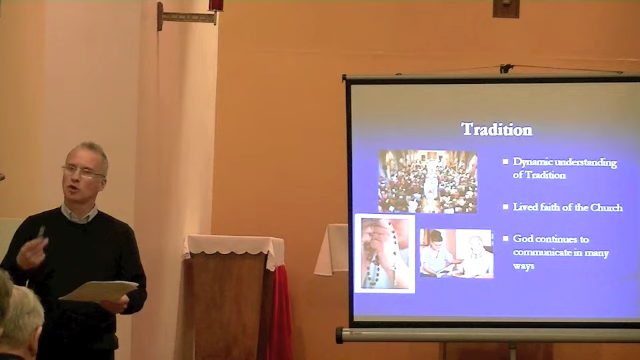 Tradition
Dynamic understanding
of Tradition
Lived faith of the Church
God continues to
communicate in many
ways